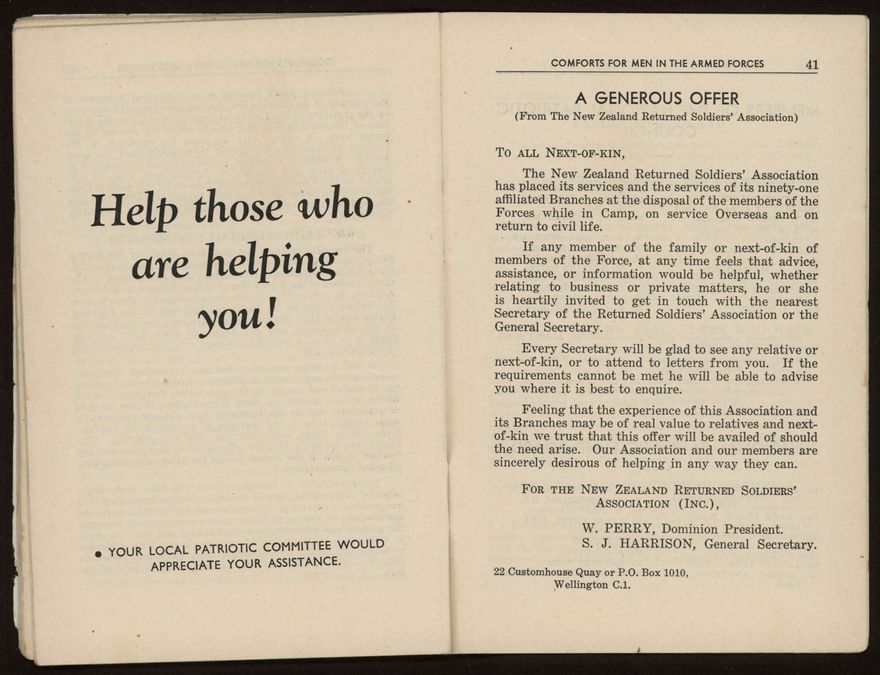 Help those who
are helping
you!
• YOUR LOCAL PATRIOTIC COMMITTEE WOULD
APPRECIATE YOUR ASSISTANCE.
COMFORTS FOR MEN IN THE ARMED FORCES 41
A GENEROUS OFFER
(From The New Zealand Returned Soldiers' Association)
TO ALL NEXT-OF-KIN,
The New Zealand Returned Soldiers' Association
has placed its services and the services of its ninety-one
affiliated Branches at the disposal of the members of the
Forces while in Camp, on service Overseas and on
return to civil life.
If any member of the family or next-of-kin of
members of the Force, at any time feels that advice,
assistance, or information would be helpful, whether
relating to business or private matters, he or she
is heartily invited to get in touch with the nearest
Secretary of the Returned Soldiers' Association or the
General Secretary.
Every Secretary will be glad to see any relative or
next-of-kin, or to attend to letters from you. If the
requirements cannot be met he will be able to advise
you where it is best to enquire.
Feeling that the experience of this Association and
its Branches may be of real value to relatives and next-
of-kin we trust that this offer will be availed of should
the need arise. Our Association and our members are
sincerely desirous of helping in any way they can.
FOR THE NEW ZEALAND RETURNED SOLDIERS'
ASSOCIATION (INC.),
W. PERRY, Dominion President.
S. J. HARRISON, General Secretary.
22 Customhouse Quay or P.O. Box 1010,
Wellington C.1.